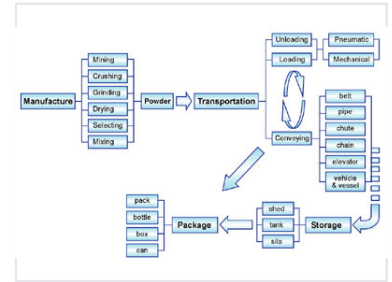 Manufacture
Mining
Crushing
Grinding
Drying
Selecting
Mixing
Powder
Transportation
Unloading
Loading
Pneumatic
Mechanical
Conveying
belt
pipe
chute
chain
elevator
vehicle
& vessel
Storage
shed
tank
silo
Package
pack
bottle
box
can